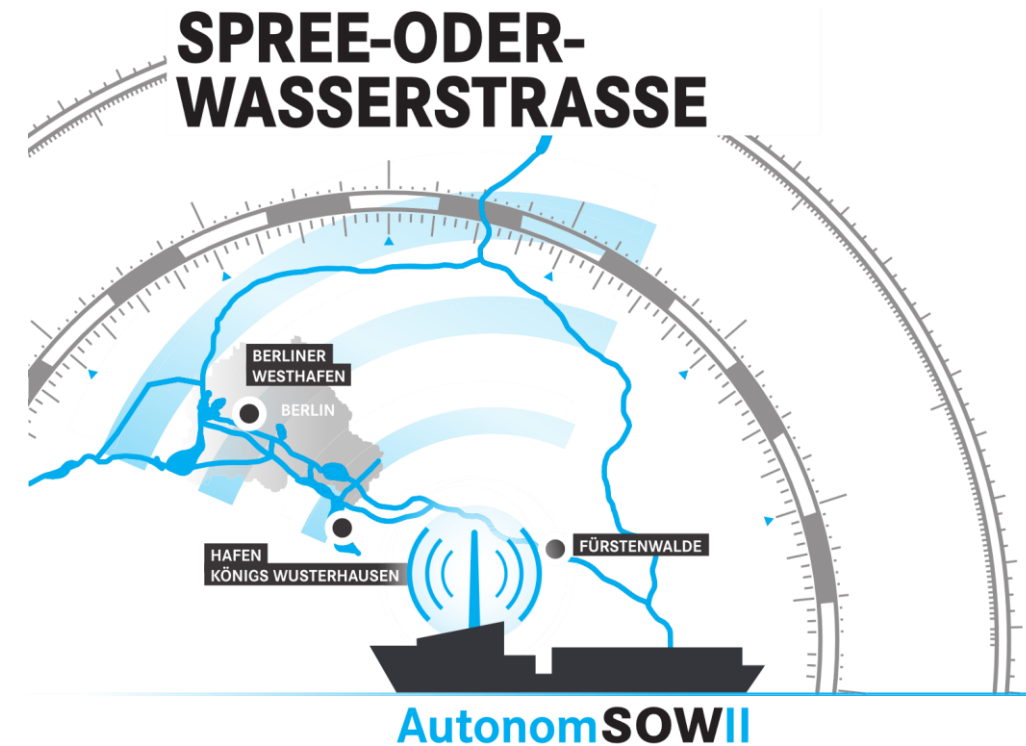 SPREE-ODER-
WASSERSTRASSE
BERLINER
WESTHAFEN
BERLIN
HAFEN
KÖNIGS WUSTERHAUSEN
FÜRSTENWALDE
AutonomSOWII